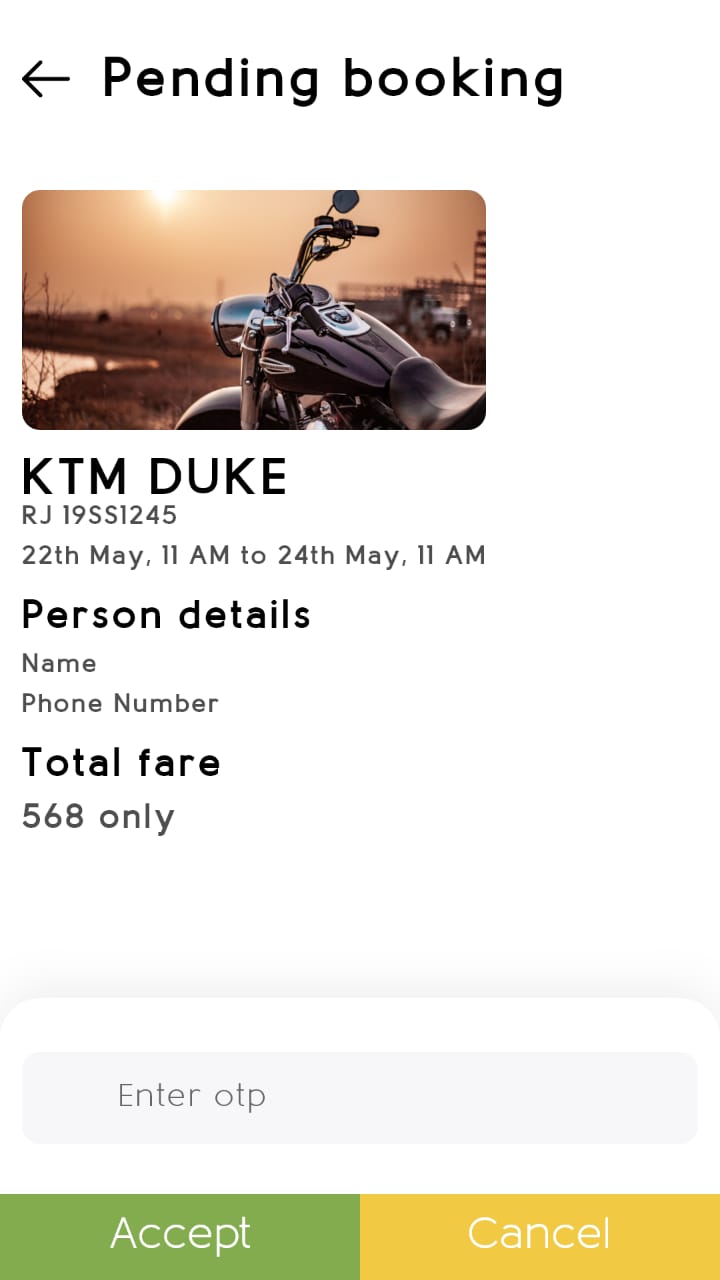 Pending booking
KTM DUKE
RJ 19SS1245
22th May, 11 AM to 24th May, 11 AM
Person details
Name
Phone Number
Total fare
568 only
Enter otp
Accept
Cancel